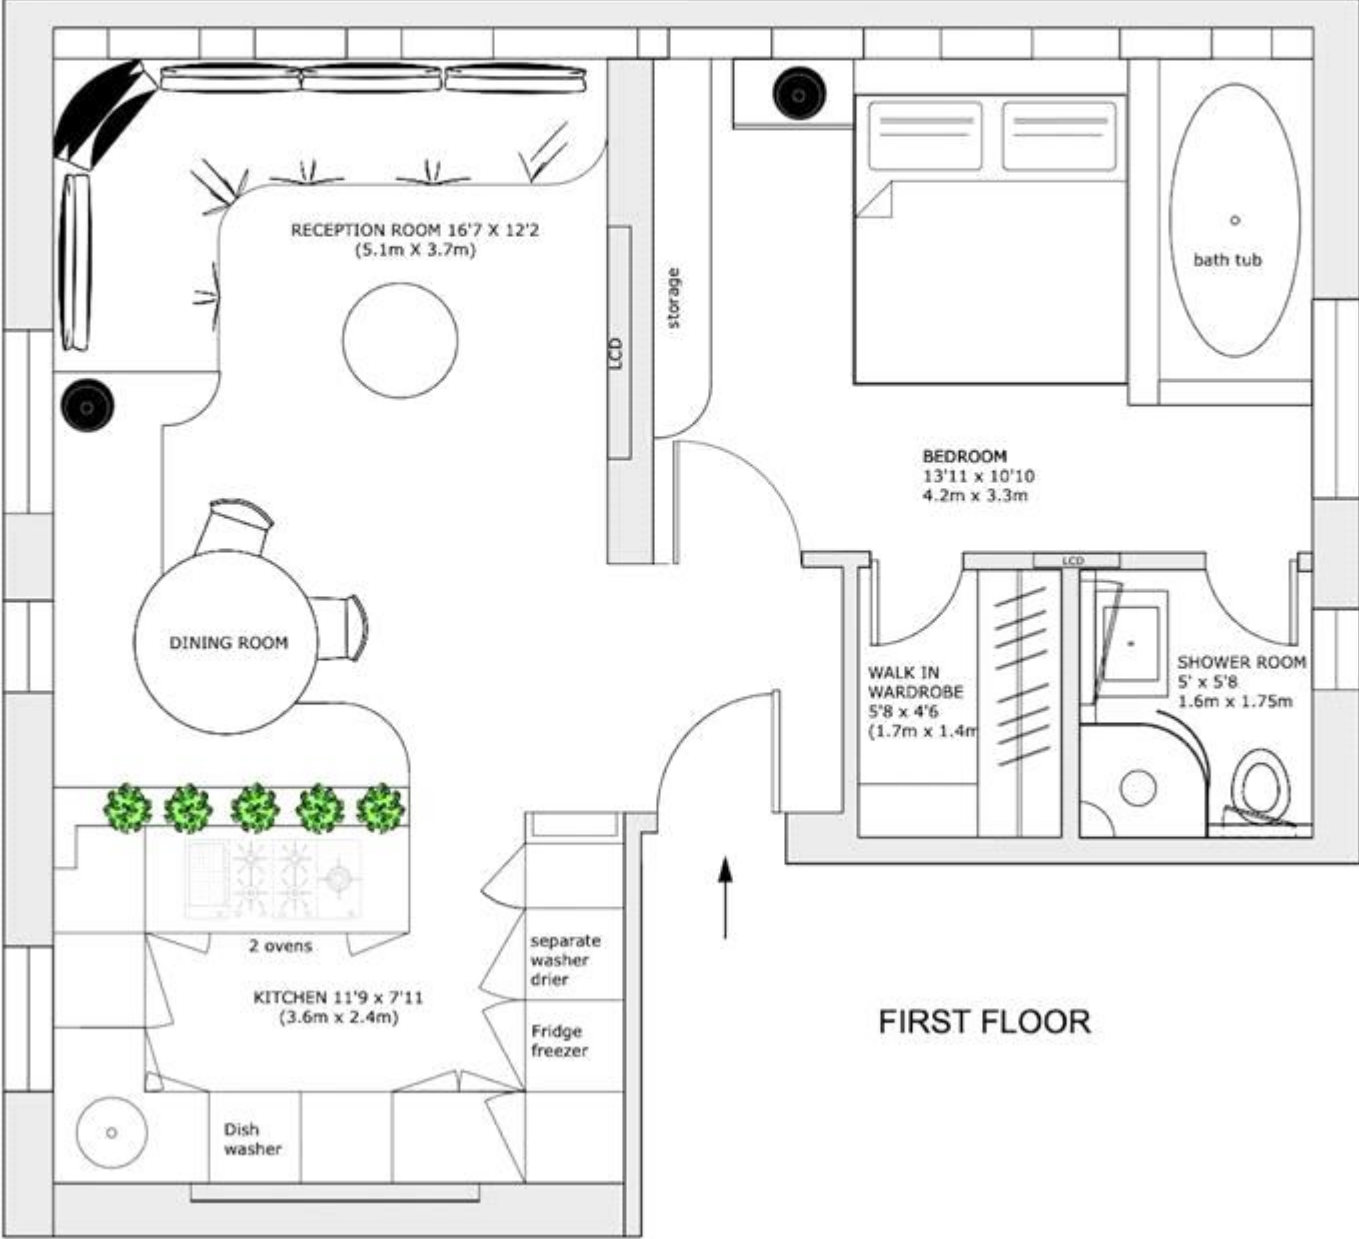 RECEPTION ROOM 16'7 X 12'2
(5.1m X 3.7m)
bath tub
storage
LCD
BEDROOM
13'11 x 10'10
4.2m x 3.3m
LCD
DINING ROOM
WALK IN
WARDROBE
5'8 x 4'6
(1.7m x 1.4m
SHOWER ROOM
5' x 5'8
1.6m x 1.75m
2 ovens
separate
washer
drier
KITCHEN 11'9 x 7'11
(3.6m x 2.4m)
Fridge
freezer
FIRST FLOOR
Dish
washer